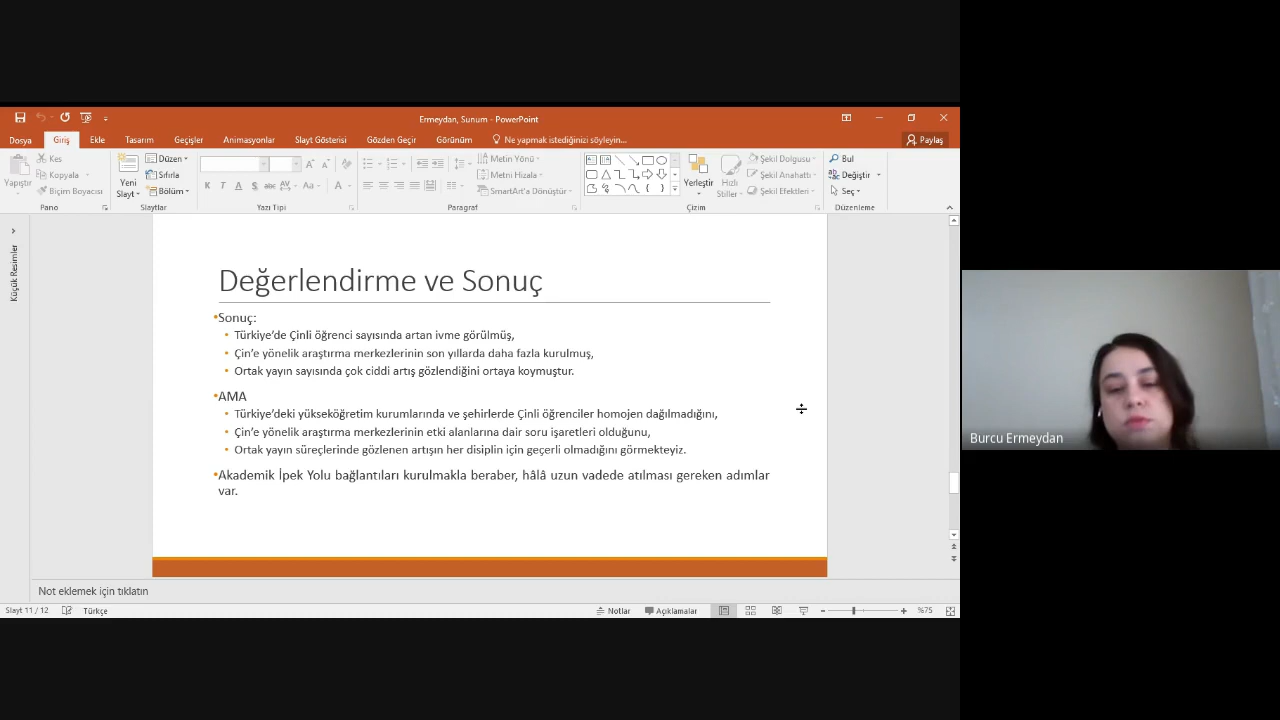 Ermeydan, Sunum - PowerPoint
Dosya Giriş Ekle Tasarım Geçişler Animasyonlar Slayt Gösterisi Gözden Geçir Görünüm Ne yapmak istediğinizi söyleyin... Paylaş
Yapıştır
Kes
Kopyala
Biçim Boyacısı
Pano
Yeni Slayt
Düzen
Sıfırla
Bölüm
Slaytlar
K T A S abc AV Aa A
Yazı Tipi
Metin Yönü
Metni Hizala
SmartArt'a Dönüştür
Paragraf
Yerleştir
Hızlı Stiller
Şekil Dolgusu
Şekil Anahattı
Şekil Efektleri
Çizim
Bul
Değiştir
Seç
Düzenleme
Küçük Resimler
Değerlendirme ve Sonuç
•Sonuç:
• Türkiye'de Çinli öğrenci sayısında artan ivme görülmüş,
• Çin'e yönelik araştırma merkezlerinin son yıllarda daha fazla kurulmuş,
• Ortak yayın sayısında çok ciddi artış gözlendiğini ortaya koymuştur.
•AMA
• Türkiye'deki yükseköğretim kurumlarında ve şehirlerde Çinli öğrenciler homojen dağılmadığını,
• Çin'e yönelik araştırma merkezlerinin etki alanlarına dair soru işaretleri olduğunu,
• Ortak yayın süreçlerinde gözlenen artışın her disiplin için geçerli olmadığını görmekteyiz.
•Akademik İpek Yolu bağlantıları kurulmakla beraber, hâlâ uzun vadede atılması gereken adımlar
var.
Burcu Ermeydan
Not eklemek için tıklatın
Slayt 11 / 12 Türkçe Notlar Açıklamalar %75